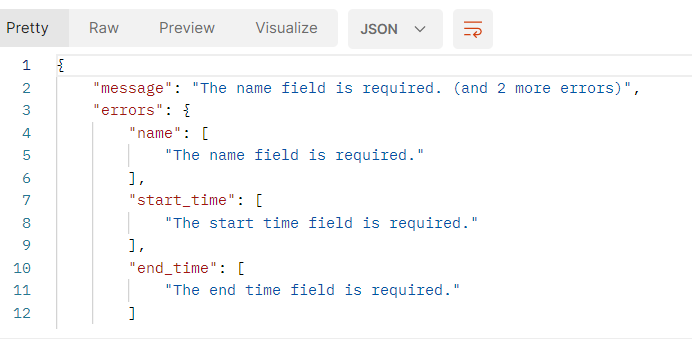 Pretty Raw Preview Visualize JSON
1 {
2 "message": "The name field is required. (and 2 more errors)",
3 "errors": {
4 "name": [
5 "The name field is required."
6 ],
7 "start_time": [
8 "The start time field is required."
9 ],
10 "end_time": [
11 "The end time field is required."
12 ]